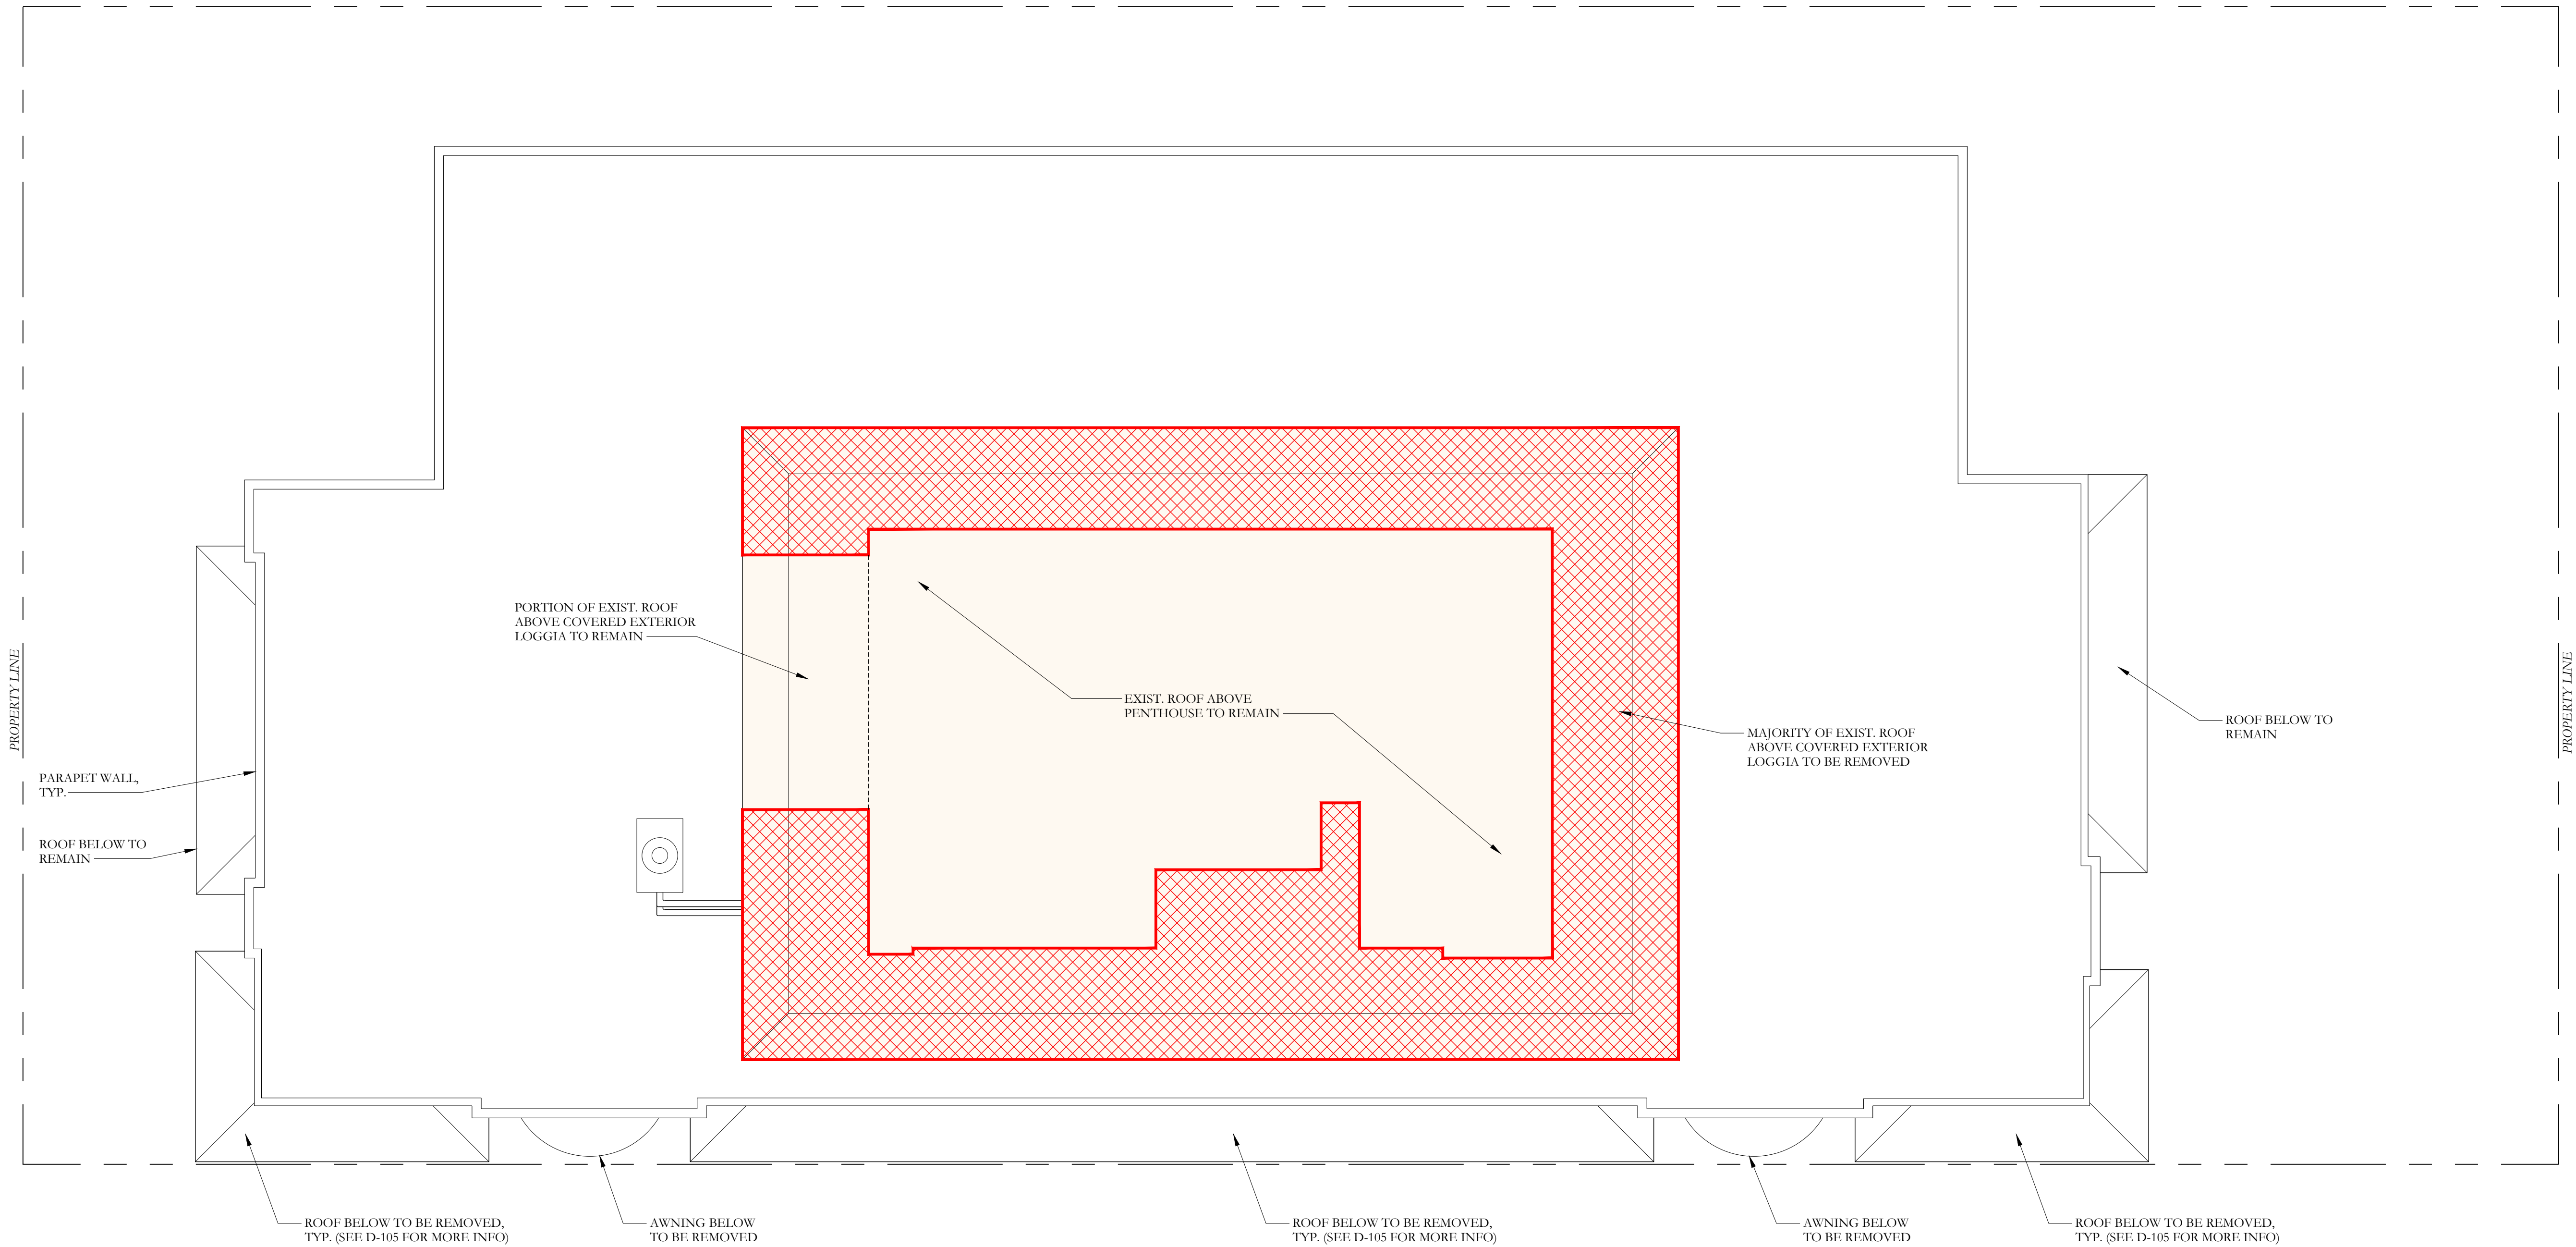 PORTION OF EXIST. ROOF
ABOVE COVERED EXTERIOR
LOGGIA TO REMAIN
PROPERTY LINE
PROPERTY LINE
EXIST. ROOF ABOVE
PENTHOUSE TO REMAIN
ROOF BELOW TO
REMAIN
MAJORITY OF EXIST. ROOF
ABOVE COVERED EXTERIOR
LOGGIA TO BE REMOVED
PARAPET WALL,
TYP.
ROOF BELOW TO
REMAIN
ROOF BELOW TO BE REMOVED,
TYP. (SEE D-105 FOR MORE INFO)
AWNING BELOW
TO BE REMOVED
ROOF BELOW TO BE REMOVED,
TYP. (SEE D-105 FOR MORE INFO)
AWNING BELOW
TO BE REMOVED
ROOF BELOW TO BE REMOVED,
TYP. (SEE D-105 FOR MORE INFO)